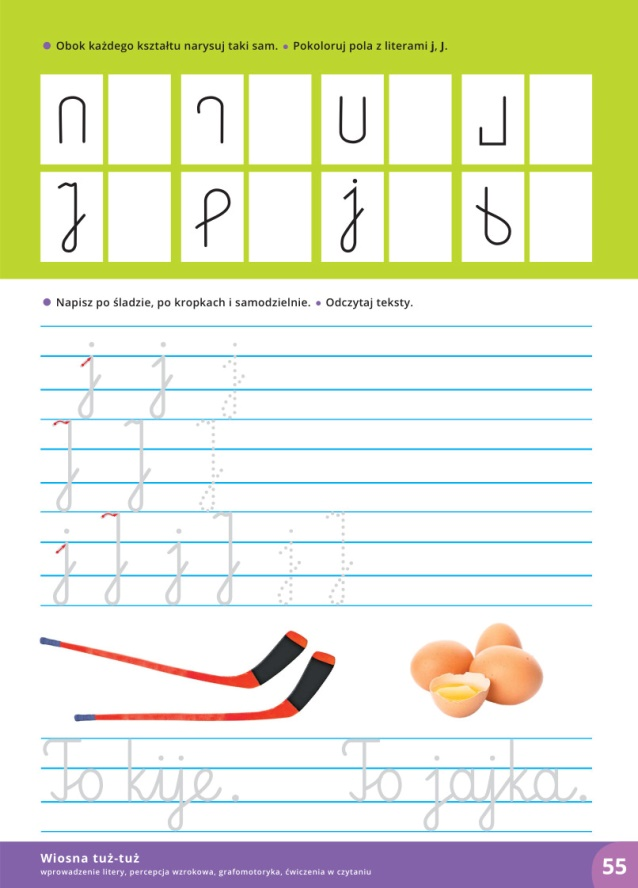 Obok każdego kształtu narysuj taki sam. Pokoloruj pola z literami j, J.
J j
Napisz po śladzie, po kropkach i samodzielnie. Odczytaj teksty.
j j j
J J J
j J j J j J
To kije. To jajka.
Wiosna tuż-tuż
wprowadzenie litery, percepcja wzrokowa, grafomotoryka, ćwiczenia w czytaniu
55